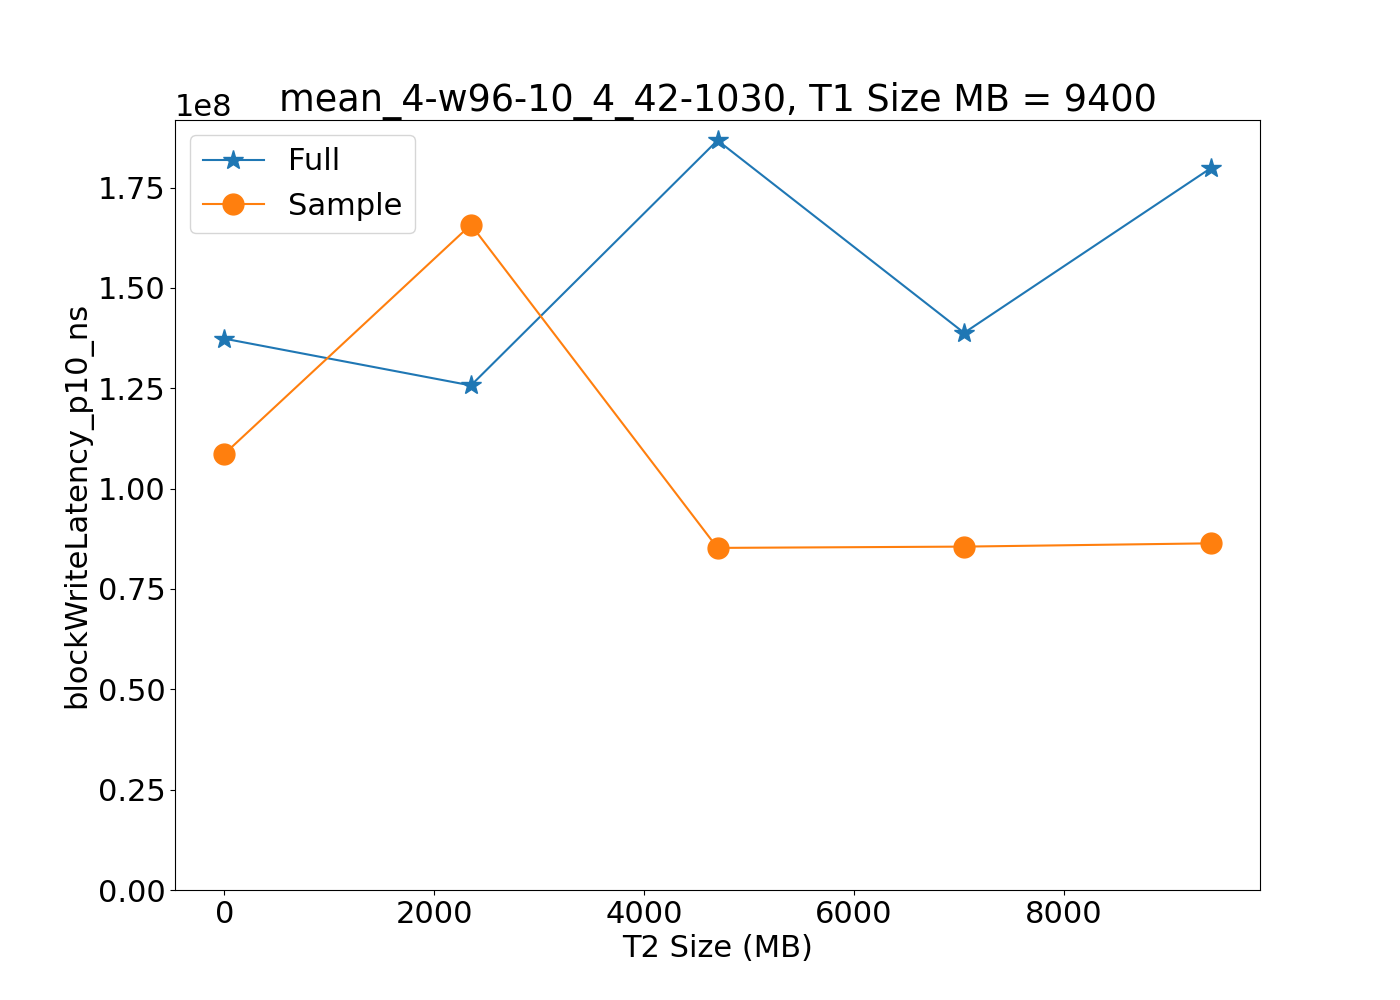 mean_4-w96-10_4_42-1030, T1 Size MB = 9400
1e8
Full
Sample
1.75
1.50
1.25
1.00
0.75
0.50
0.25
0.00
blockWriteLatency_p10_ns
0 2000 4000 6000 8000
T2 Size (MB)